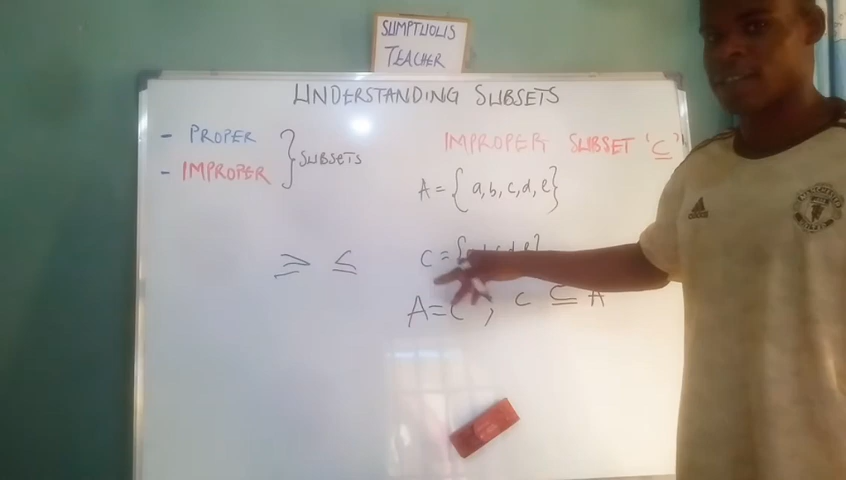 SUMPTUOUS
TEACHER
UNDERSTANDING SUBSETS
- PROPER
- IMPROPER
} SUBSETS
IMPROPER SUBSET "⊆"
A = { a, b, c, d, e }
≥ ≤
C =
A = C , C ⊆ A